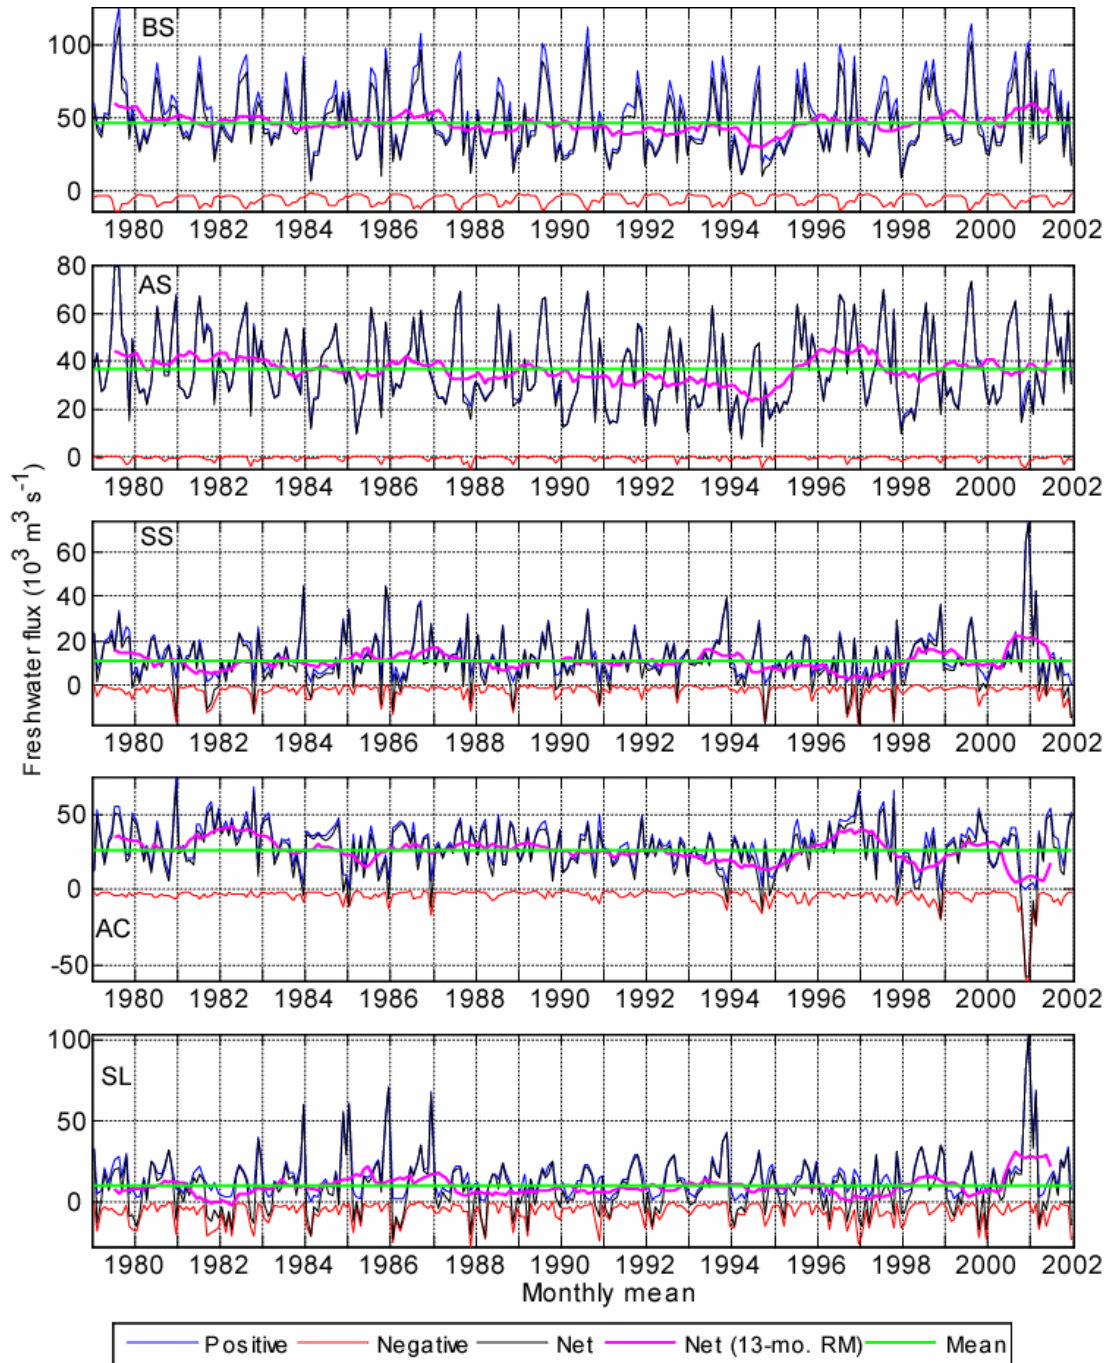 BS
100
50
0
1980 1982 1984 1986 1988 1990 1992 1994 1996 1998 2000 2002
AS
80
60
40
20
0
1980 1982 1984 1986 1988 1990 1992 1994 1996 1998 2000 2002
Freshwater flux (10³ m³ s⁻¹)
SS
60
40
20
0
1980 1982 1984 1986 1988 1990 1992 1994 1996 1998 2000 2002
50
0
AC
-50
1980 1982 1984 1986 1988 1990 1992 1994 1996 1998 2000 2002
100
SL
50
0
1980 1982 1984 1986 1988 1990 1992 1994 1996 1998 2000 2002
Monthly mean
Positive Negative Net Net (13-mo. RM) Mean